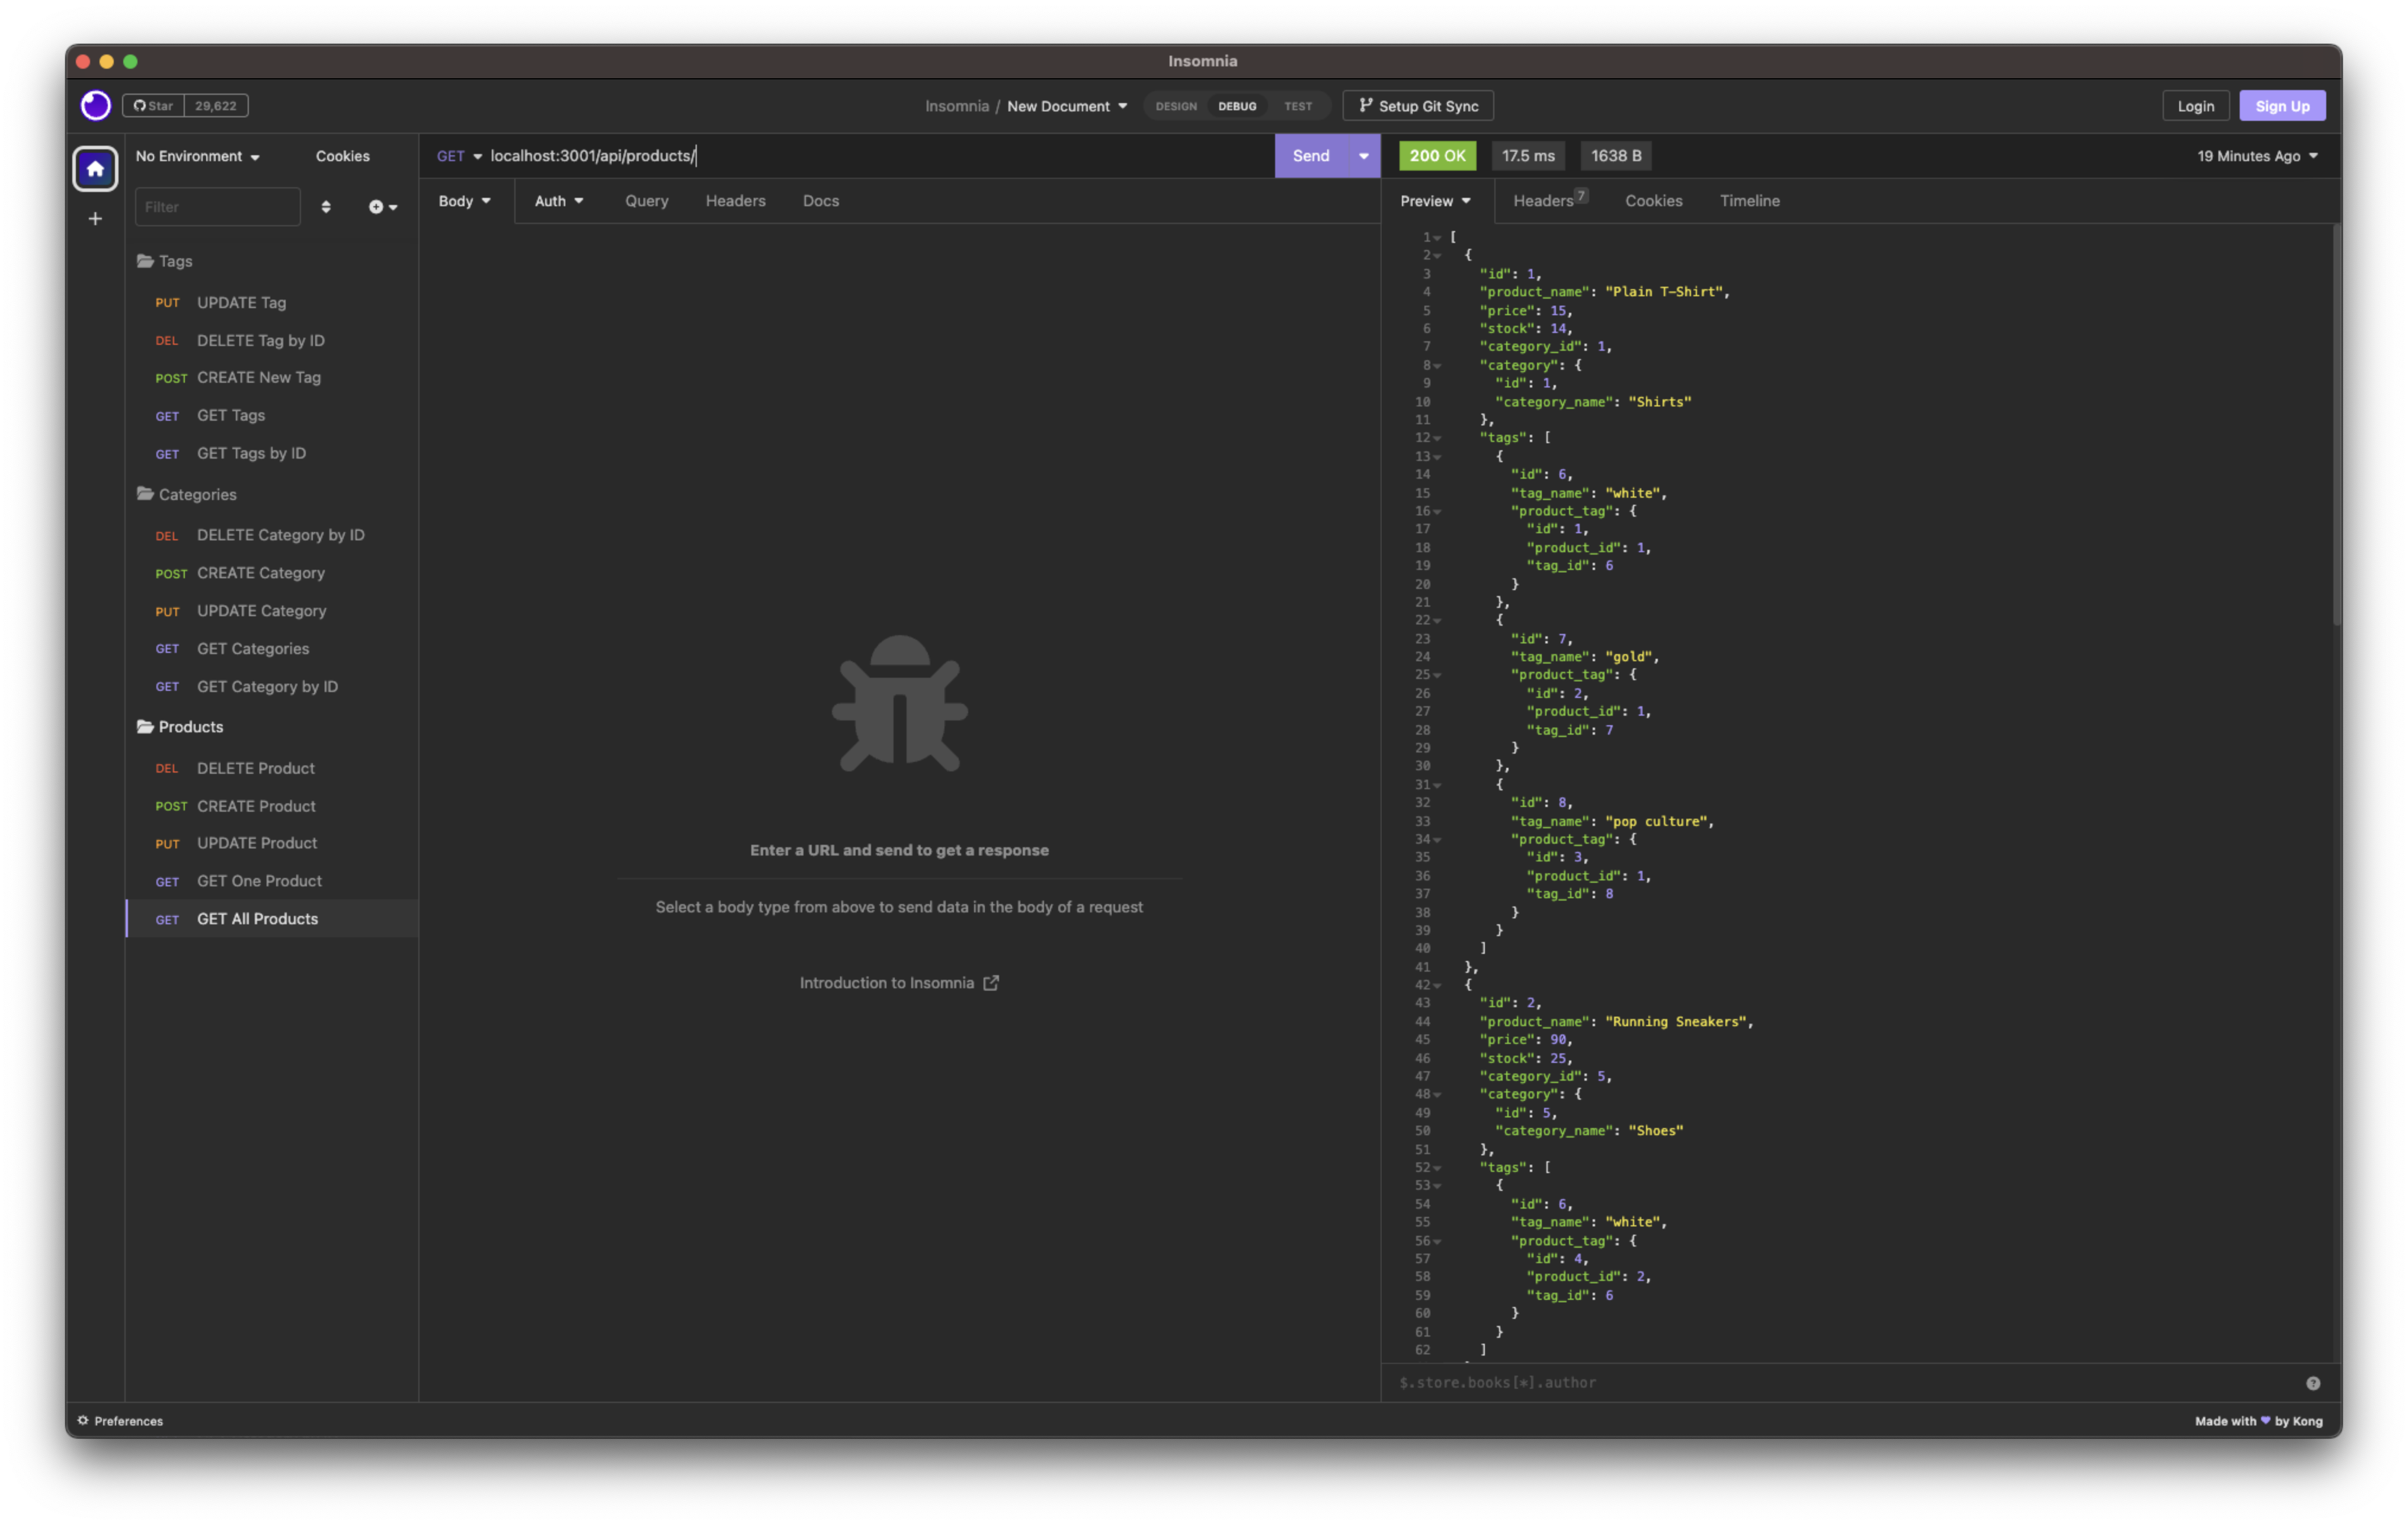 Insomnia
Star 29,622
Insomnia / New Document
DESIGN DEBUG TEST
Setup Git Sync
Login
Sign Up
No Environment
Cookies
Filter
Tags
PUT UPDATE Tag
DEL DELETE Tag by ID
POST CREATE New Tag
GET GET Tags
GET GET Tags by ID
Categories
DEL DELETE Category by ID
POST CREATE Category
PUT UPDATE Category
GET GET Categories
GET GET Category by ID
Products
DEL DELETE Product
POST CREATE Product
PUT UPDATE Product
GET GET One Product
GET GET All Products
GET localhost:3001/api/products/
Send
Body Auth Query Headers Docs
Enter a URL and send to get a response
Select a body type from above to send data in the body of a request
Introduction to Insomnia
200 OK 17.5 ms 1638 B
19 Minutes Ago
Preview Headers 7 Cookies Timeline
1 [
2 {
3 "id": 1,
4 "product_name": "Plain T-Shirt",
5 "price": 15,
6 "stock": 14,
7 "category_id": 1,
8 "category": {
9 "id": 1,
10 "category_name": "Shirts"
11 },
12 "tags": [
13 {
14 "id": 6,
15 "tag_name": "white",
16 "product_tag": {
17 "id": 1,
18 "product_id": 1,
19 "tag_id": 6
20 }
21 },
22 {
23 "id": 7,
24 "tag_name": "gold",
25 "product_tag": {
26 "id": 2,
27 "product_id": 1,
28 "tag_id": 7
29 }
30 },
31 {
32 "id": 8,
33 "tag_name": "pop culture",
34 "product_tag": {
35 "id": 3,
36 "product_id": 1,
37 "tag_id": 8
38 }
39 }
40 ]
41 },
42 {
43 "id": 2,
44 "product_name": "Running Sneakers",
45 "price": 90,
46 "stock": 25,
47 "category_id": 5,
48 "category": {
49 "id": 5,
50 "category_name": "Shoes"
51 },
52 "tags": [
53 {
54 "id": 6,
55 "tag_name": "white",
56 "product_tag": {
57 "id": 4,
58 "product_id": 2,
59 "tag_id": 6
60 }
61 }
62 ]
$.store.books[*].author
Preferences
Made with ♥ by Kong